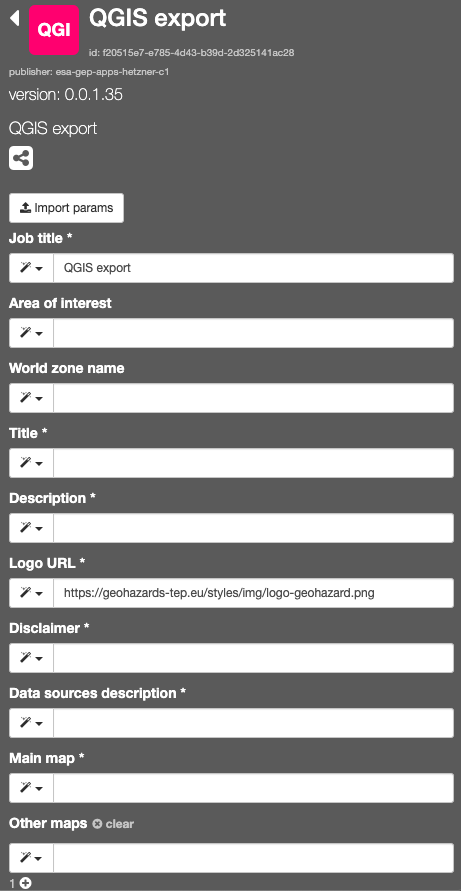 QGI QGIS export
id: f20515e7-e785-4d43-b39d-2d325141ac28
publisher: esa-gep-apps-hetzner-c1
version: 0.0.1.35
QGIS export
Import params
Job title *
QGIS export
Area of interest
World zone name
Title *
Description *
Logo URL *
https://geohazards-tep.eu/styles/img/logo-geohazard.png
Disclaimer *
Data sources description *
Main map *
Other maps clear
1